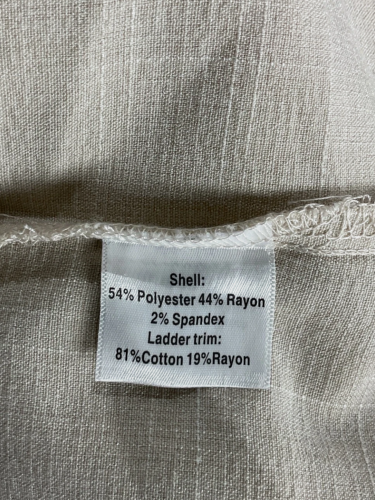 Shell:
54% Polyester 44% Rayon
2% Spandex
Ladder trim:
81%Cotton 19%Rayon